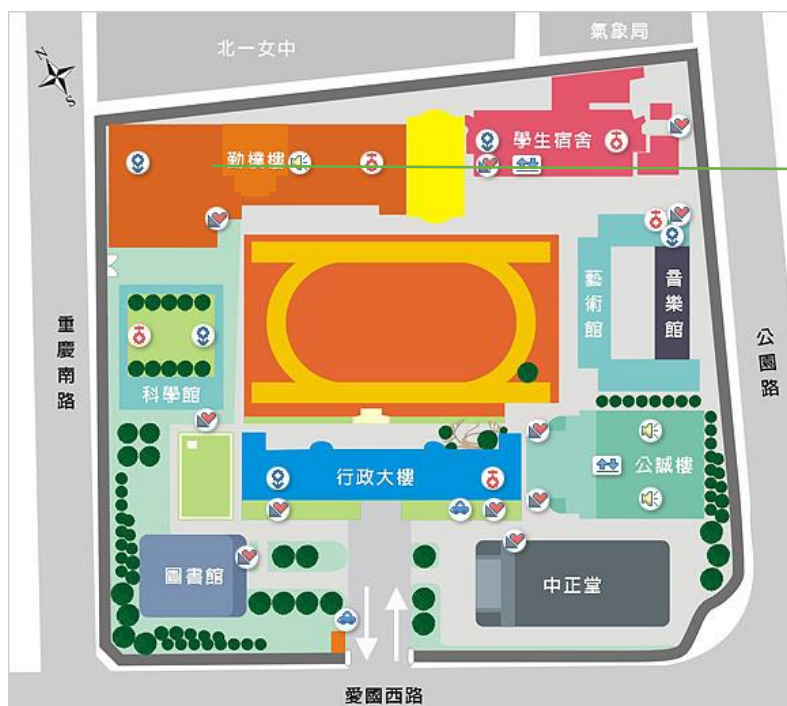 北一女中
氣象局
N
S
勤樸樓
學生宿舍
藝術館
音樂館
重慶南路
公園路
科學館
行政大樓
公誠樓
圖書館
中正堂
愛國西路